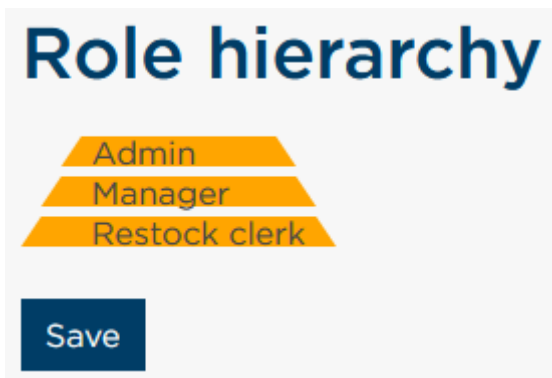 Role hierarchy
Admin
Manager
Restock clerk
Save